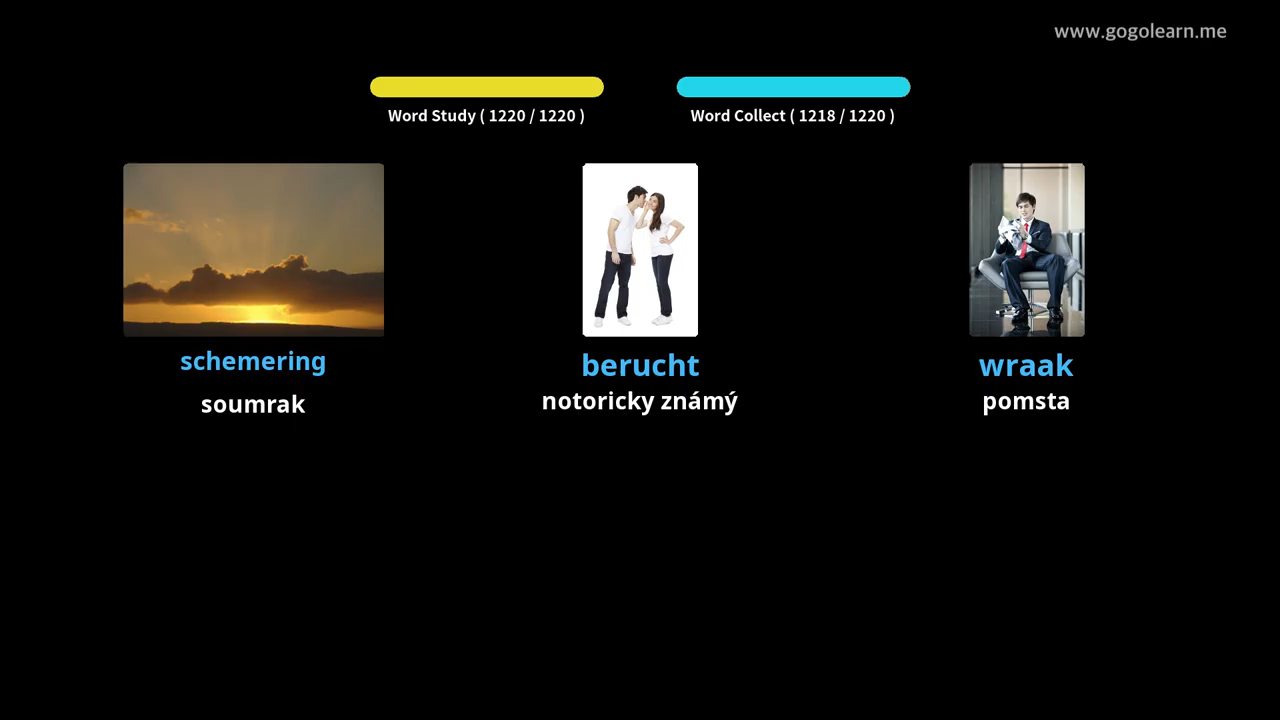 www.gogolearn.me
Word Study ( 1220 / 1220 )
Word Collect ( 1218 / 1220 )
schemering
soumrak
berucht
notoricky známý
wraak
pomsta